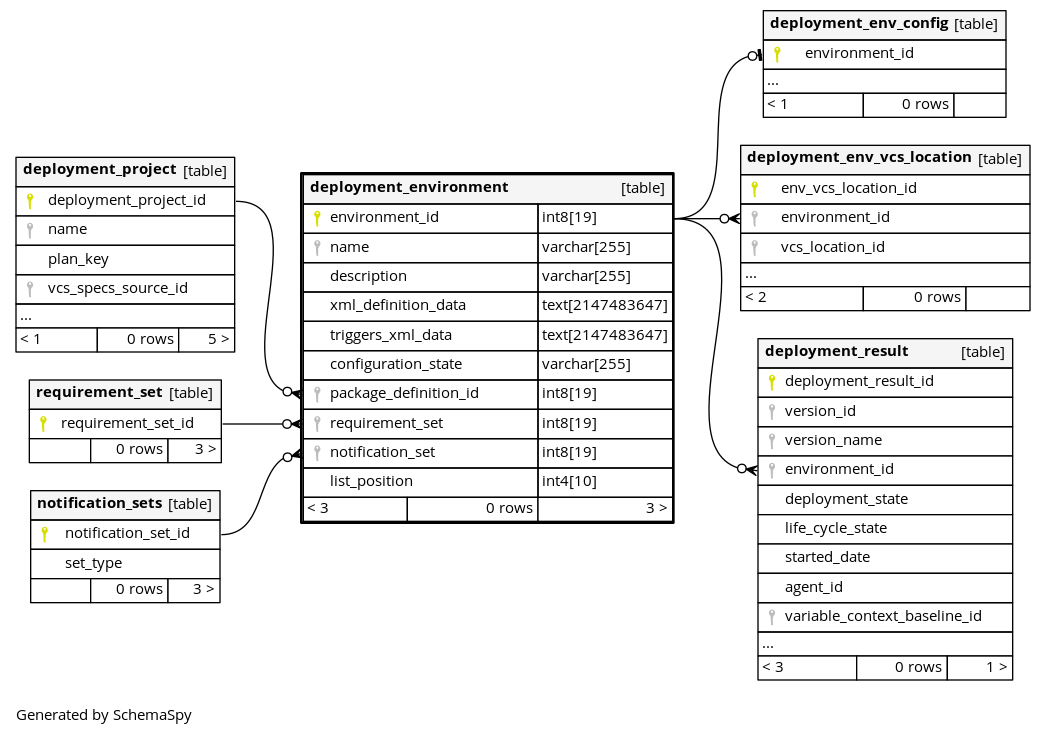 deployment_env_config [table]
environment_id
...
< 1 0 rows
deployment_env_vcs_location [table]
env_vcs_location_id
environment_id
vcs_location_id
...
< 2 0 rows
deployment_project [table]
deployment_project_id
name
plan_key
vcs_specs_source_id
...
< 1 0 rows 5 >
deployment_environment [table]
environment_id int8[19]
name varchar[255]
description varchar[255]
xml_definition_data text[2147483647]
triggers_xml_data text[2147483647]
configuration_state varchar[255]
package_definition_id int8[19]
requirement_set int8[19]
notification_set int8[19]
list_position int4[10]
< 3 0 rows 3 >
requirement_set [table]
requirement_set_id
0 rows 3 >
notification_sets [table]
notification_set_id
set_type
0 rows 3 >
deployment_result [table]
deployment_result_id
version_id
version_name
environment_id
deployment_state
life_cycle_state
started_date
agent_id
variable_context_baseline_id
...
< 3 0 rows 1 >
Generated by SchemaSpy